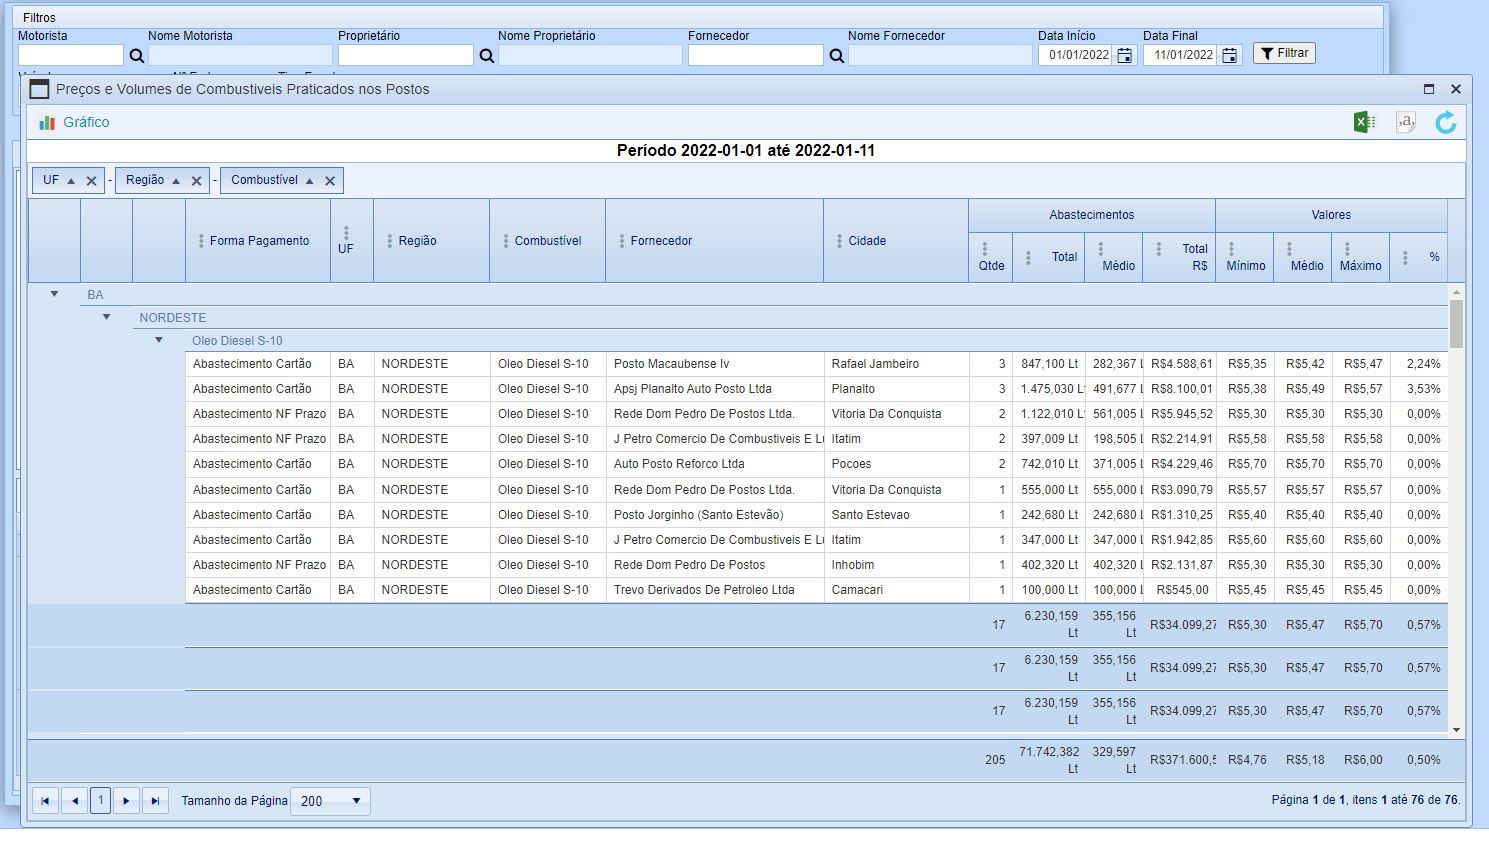 Filtros
Motorista Nome Motorista Proprietário Nome Proprietário Fornecedor Nome Fornecedor Data Início Data Final
01/01/2022 11/01/2022 Filtrar
Preços e Volumes de Combustiveis Praticados nos Postos
Gráfico
Período 2022-01-01 até 2022-01-11
UF - Região - Combustível
Abastecimentos Valores
Forma Pagamento UF Região Combustível Fornecedor Cidade Qtde Total Médio Total R$ Mínimo Médio Máximo %
BA
NORDESTE
Oleo Diesel S-10
Abastecimento Cartão BA NORDESTE Oleo Diesel S-10 Posto Macaubense Iv Rafael Jambeiro 3 847,100 Lt 282,367 L R$4.588,61 R$5,35 R$5,42 R$5,47 2,24%
Abastecimento Cartão BA NORDESTE Oleo Diesel S-10 Apsj Planalto Auto Posto Ltda Planalto 3 1.475,030 Lt 491,677 L R$8.100,01 R$5,38 R$5,49 R$5,57 3,53%
Abastecimento NF Prazo BA NORDESTE Oleo Diesel S-10 Rede Dom Pedro De Postos Ltda. Vitoria Da Conquista 2 1.122,010 Lt 561,005 L R$5.945,52 R$5,30 R$5,30 R$5,30 0,00%
Abastecimento NF Prazo BA NORDESTE Oleo Diesel S-10 J Petro Comercio De Combustiveis E Lu Itatim 2 397,009 Lt 198,505 L R$2.214,91 R$5,58 R$5,58 R$5,58 0,00%
Abastecimento Cartão BA NORDESTE Oleo Diesel S-10 Auto Posto Reforco Ltda Pocoes 2 742,010 Lt 371,005 L R$4.229,46 R$5,70 R$5,70 R$5,70 0,00%
Abastecimento Cartão BA NORDESTE Oleo Diesel S-10 Rede Dom Pedro De Postos Ltda. Vitoria Da Conquista 1 555,000 Lt 555,000 L R$3.090,79 R$5,57 R$5,57 R$5,57 0,00%
Abastecimento Cartão BA NORDESTE Oleo Diesel S-10 Posto Jorginho (Santo Estevão) Santo Estevao 1 242,680 Lt 242,680 L R$1.310,25 R$5,40 R$5,40 R$5,40 0,00%
Abastecimento Cartão BA NORDESTE Oleo Diesel S-10 J Petro Comercio De Combustiveis E Lu Itatim 1 347,000 Lt 347,000 L R$1.942,85 R$5,60 R$5,60 R$5,60 0,00%
Abastecimento NF Prazo BA NORDESTE Oleo Diesel S-10 Rede Dom Pedro De Postos Inhobim 1 402,320 Lt 402,320 L R$2.131,87 R$5,30 R$5,30 R$5,30 0,00%
Abastecimento Cartão BA NORDESTE Oleo Diesel S-10 Trevo Derivados De Petroleo Ltda Camacari 1 100,000 Lt 100,000 L R$545,00 R$5,45 R$5,45 R$5,45 0,00%
17 6.230,159 Lt 355,156 Lt R$34.099,27 R$5,30 R$5,47 R$5,70 0,57%
17 6.230,159 Lt 355,156 Lt R$34.099,27 R$5,30 R$5,47 R$5,70 0,57%
17 6.230,159 Lt 355,156 Lt R$34.099,27 R$5,30 R$5,47 R$5,70 0,57%
205 71.742,382 Lt 329,597 Lt R$371.600,5 R$4,76 R$5,18 R$6,00 0,50%
1 Tamanho da Página 200 Página 1 de 1, itens 1 até 76 de 76.